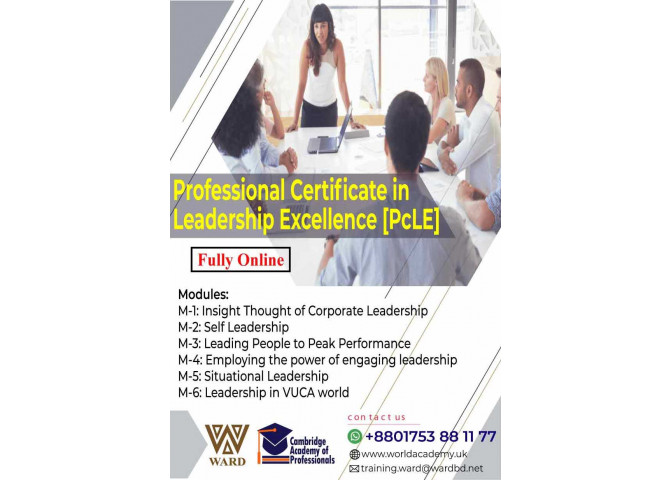 Professional Certificate in
Leadership Excellence [PcLE]
Fully Online
Modules:
M-1: Insight Thought of Corporate Leadership
M-2: Self Leadership
M-3: Leading People to Peak Performance
M-4: Employing the power of engaging leadership
M-5: Situational Leadership
M-6: Leadership in VUCA world
WARD
Cambridge
Academy of
Professionals
contact us
+8801753 88 11 77
www.worldacademy.uk
training.ward@wardbd.net